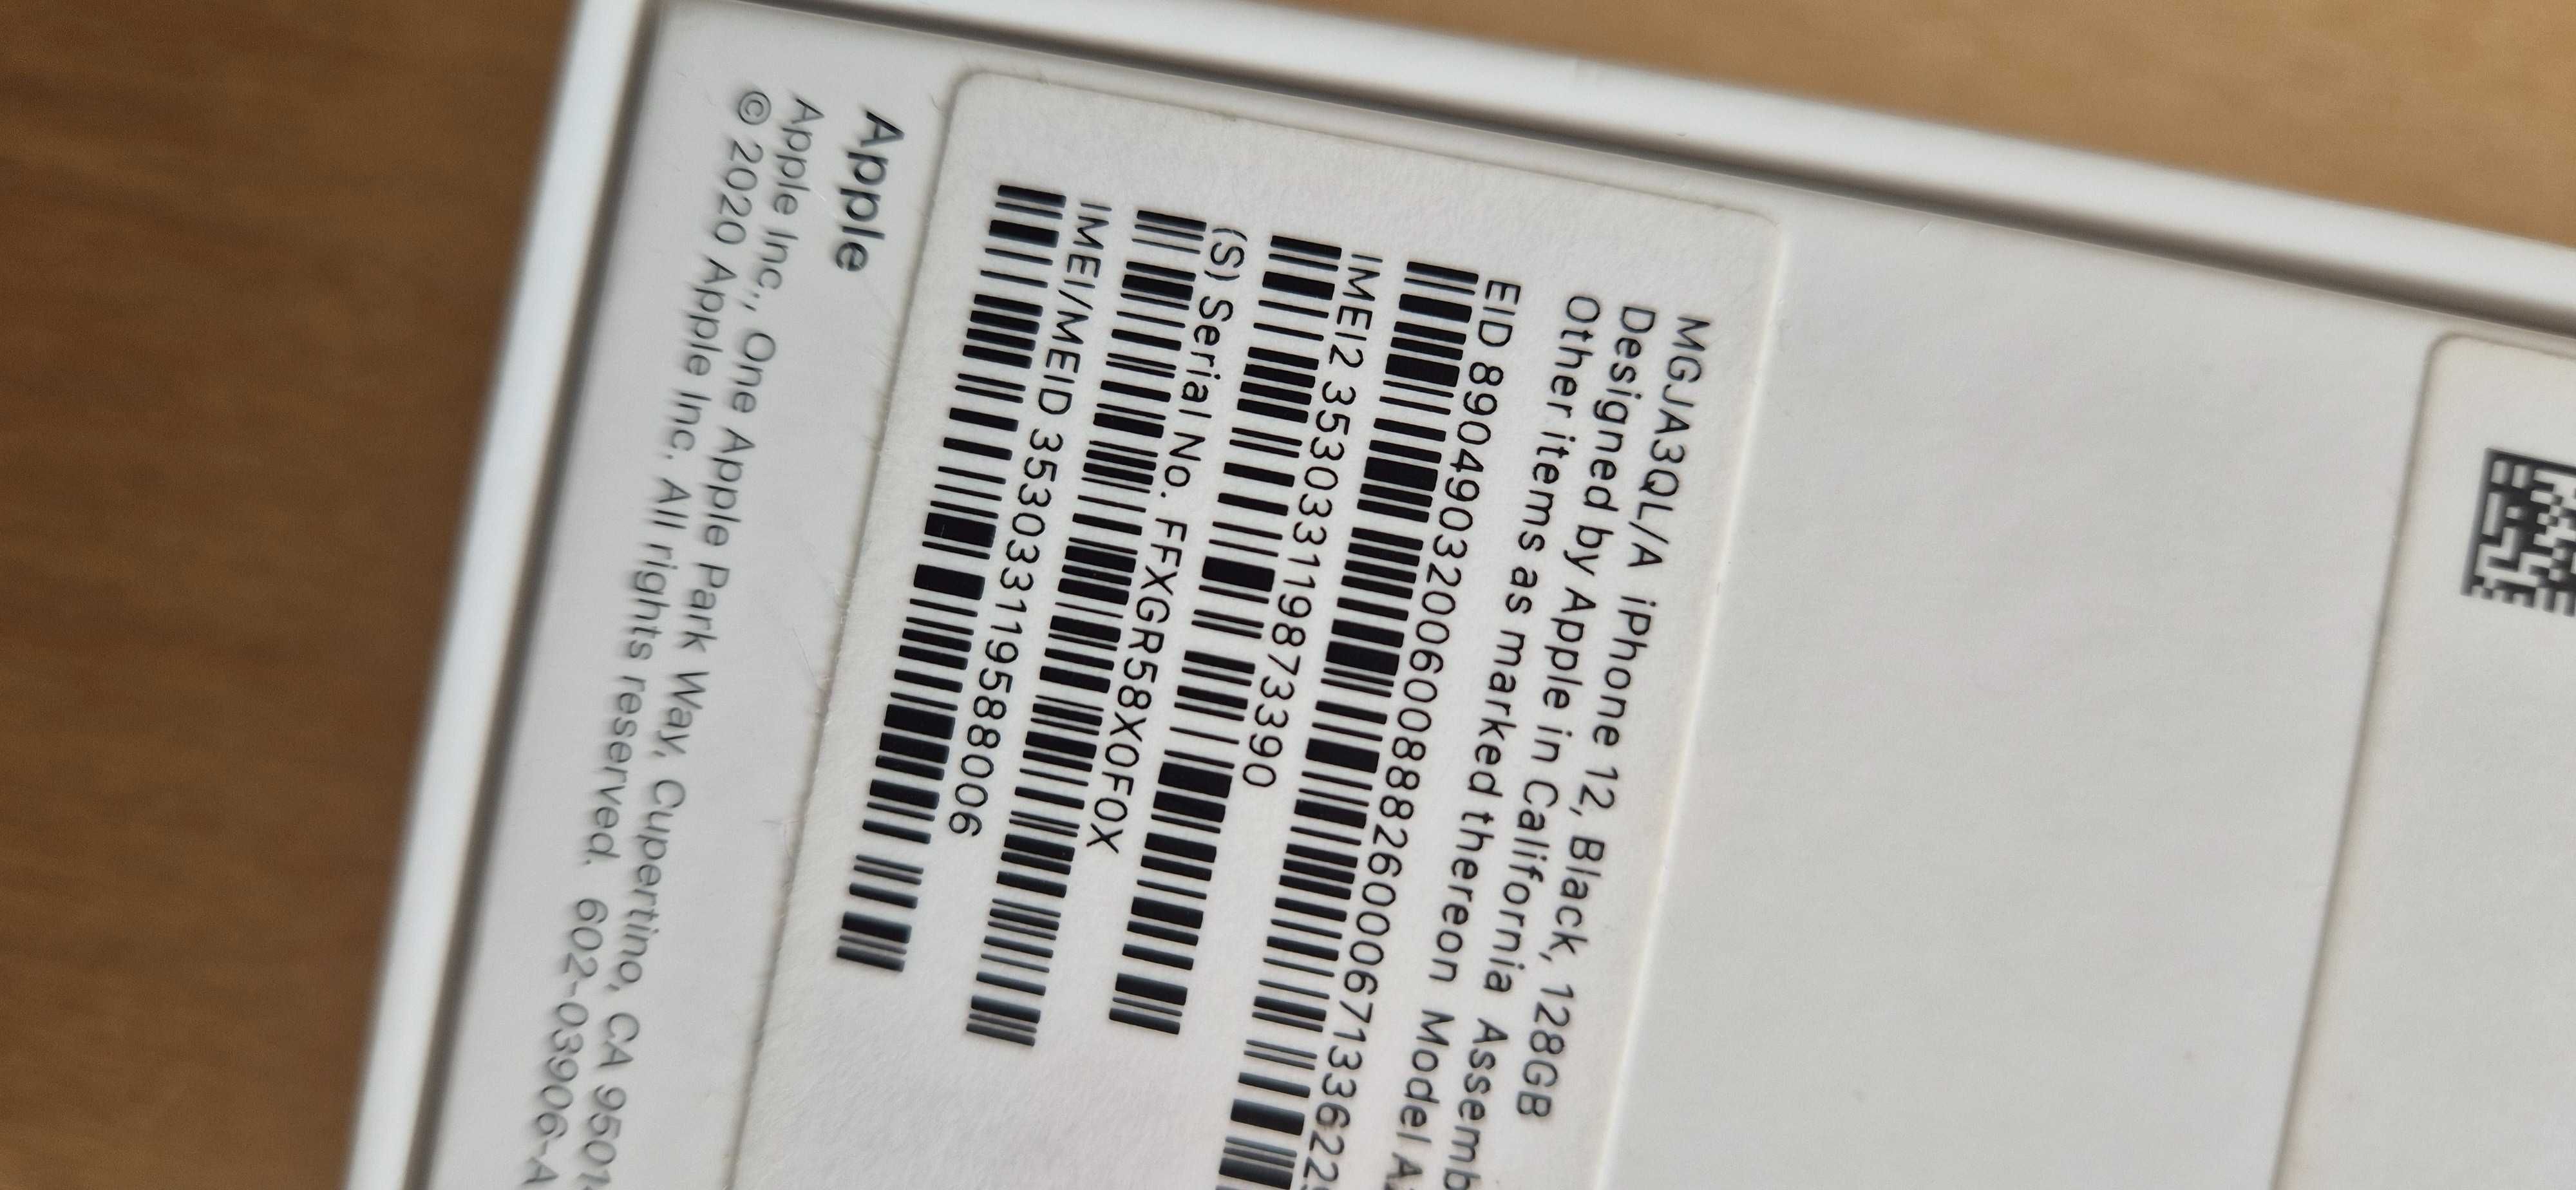 MGJA3QL/A iPhone 12, Black, 128GB
Designed by Apple in California Assemb
Other items as marked thereon Model A2
EID 89049032006008882600067133622
IMEI2 353033119873390
(S) Serial No. FFXGR58X0F0X
IMEI/MEID 353033119588006
Apple
Apple Inc., One Apple Park Way, Cupertino, CA 9501
© 2020 Apple Inc. All rights reserved. 602-03906-A